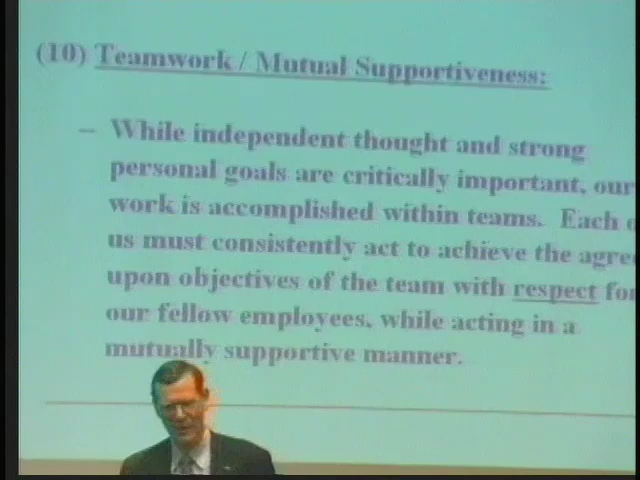 (10) Teamwork / Mutual Supportiveness:
– While independent thought and strong
personal goals are critically important, our
work is accomplished within teams. Each
us must consistently act to achieve the
upon objectives of the team with respect for
our fellow employees, while acting in a
mutually supportive manner.